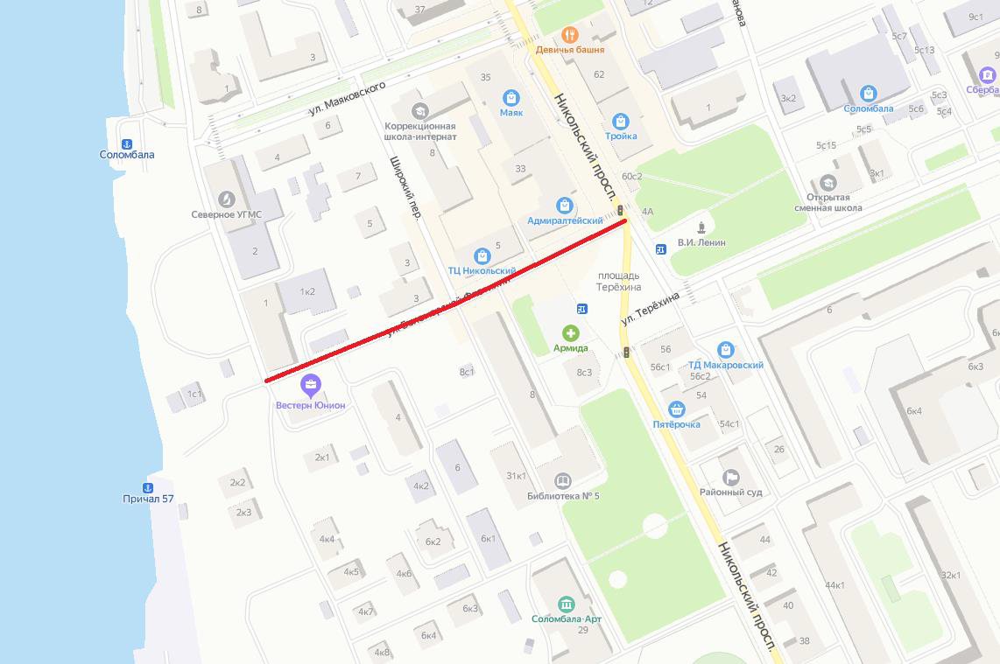 37
12
8
3
1
ул. Маяковского
Девичья башня
35
62
Маяк
Никольский просп.
Тройка
1
3к2
5с7
9с1
5с13
Соломбала
5с3
5с6
5с4
5с5
5с15
Коррекционная
школа-интернат
6
Соломбала
4
8
7
Широкий пер.
33
60с2
3к1
Открытая
сменная школа
Северное УГМС
5
Адмиралтейский
4А
В.И. Ленин
2
3
5
ТЦ Никольский
площадь
Терёхина
1к2
1
3
ул. Терёхина
6
Армида
56
56с1
56с2
ТД Макаровский
6к3
8с1
8с3
1с1
Вестерн Юнион
54
8
4
Пятёрочка
54с1
6к4
26
2к1
6
31к1
Районный суд
2к2
4к2
Библиотека № 5
Причал 57
2к3
4к4
6к2
6к1
44
4к5
4к6
42
Никольский просп.
44к1
32к1
4к7
6к3
Соломбала-Арт
29
40
6к4
38
4к8